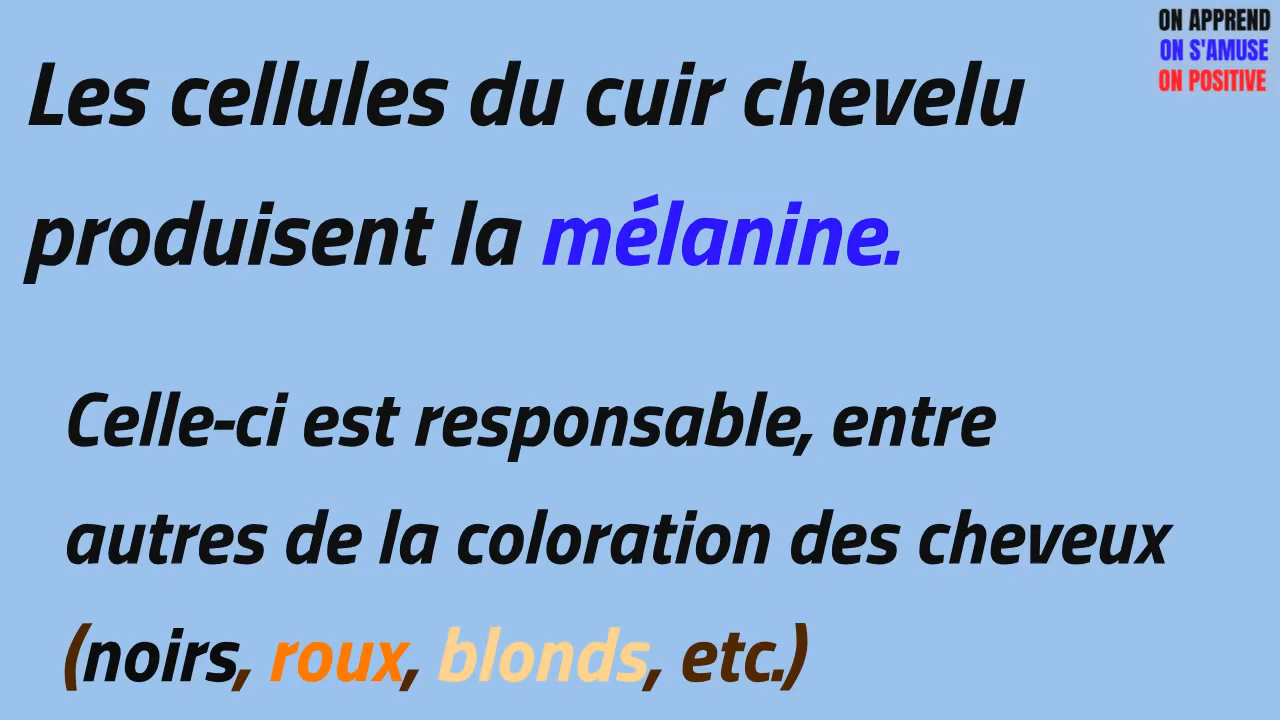 ON APPREND
ON S'AMUSE
ON POSITIVE
Les cellules du cuir chevelu
produisent la mélanine.
Celle-ci est responsable, entre
autres de la coloration des cheveux
(noirs, roux, blonds, etc.)